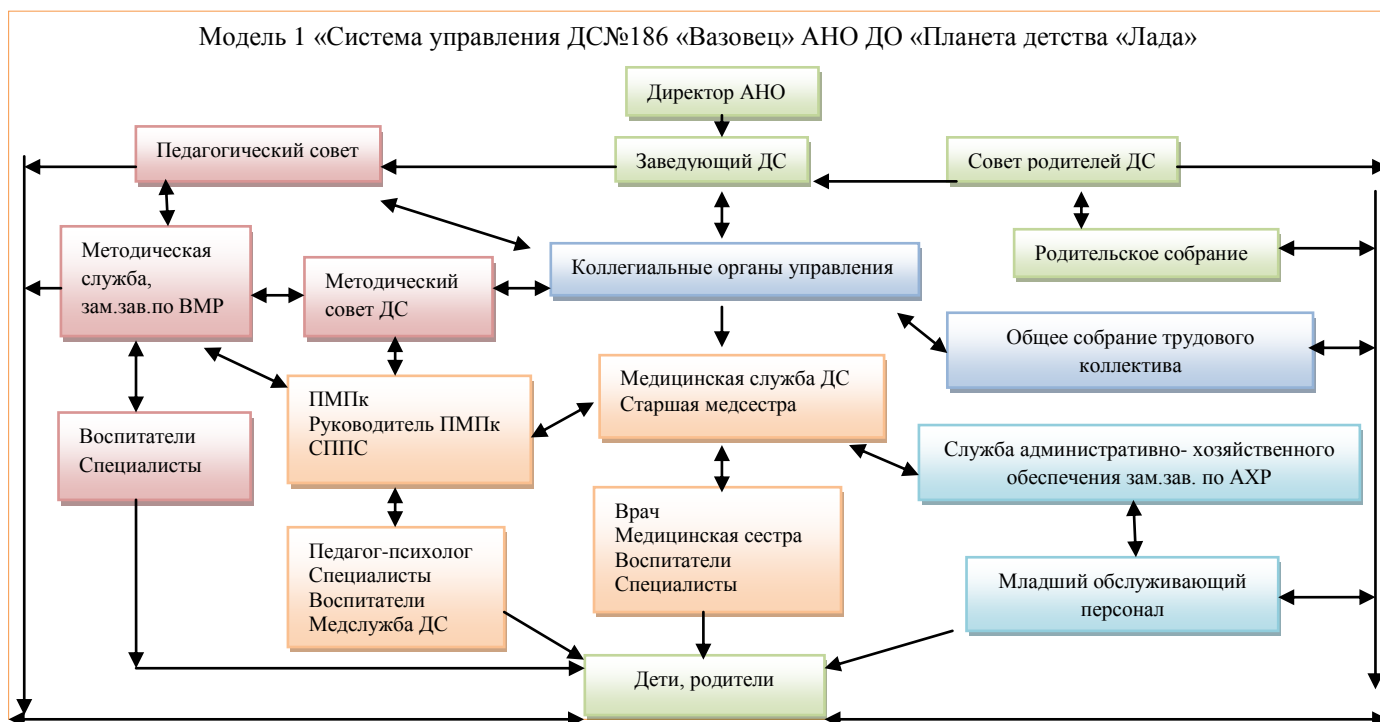 Модель 1 «Система управления ДС№186 «Вазовец» АНО ДО «Планета детства «Лада»
Директор АНО
Педагогический совет
Заведующий ДС
Совет родителей ДС
Методическая
служба,
зам.зав.по ВМР
Методический
совет ДС
Коллегиальные органы управления
Родительское собрание
Общее собрание трудового
коллектива
ПМПк
Руководитель ПМПк
СППС
Медицинская служба ДС
Старшая медсестра
Воспитатели
Специалисты
Служба административно- хозяйственного
обеспечения зам.зав. по АХР
Педагог-психолог
Специалисты
Воспитатели
Медслужба ДС
Врач
Медицинская сестра
Воспитатели
Специалисты
Младший обслуживающий
персонал
Дети, родители